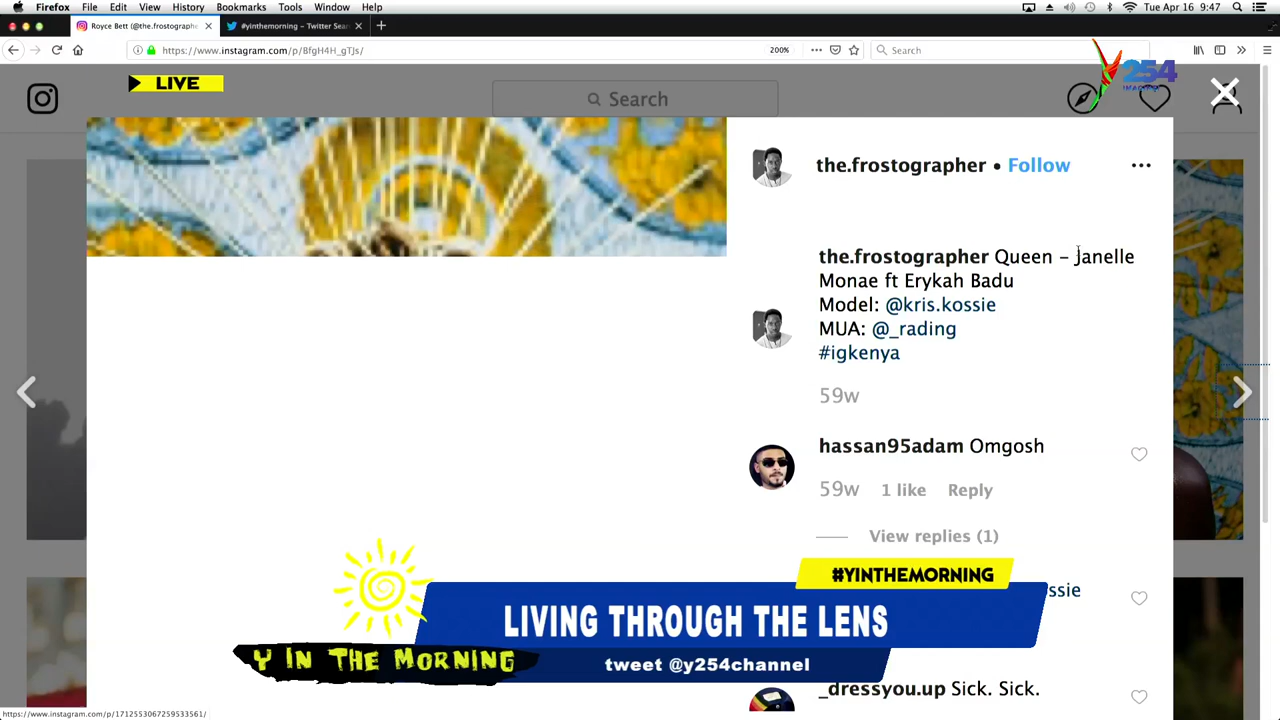 Firefox File Edit View History Bookmarks Tools Window Help Tue Apr 16 9:47
Royce Bett (@the.frostographe × #yinthemorning - Twitter Sear × +
https://www.instagram.com/p/BfgH4H_gTJs/ 200% Search
LIVE
254
Search
the.frostographer • Follow
the.frostographer Queen - Janelle
Monae ft Erykah Badu
Model: @kris.kossie
MUA: @_rading
#igkenya
59w
hassan95adam Omgosh
59w 1 like Reply
View replies (1)
#YINTHEMORNING
ssie
LIVING THROUGH THE LENS
Y IN THE MORNING
tweet @y254channel
_dressyou.up Sick. Sick.
https://www.instagram.com/p/1712553067259533561/